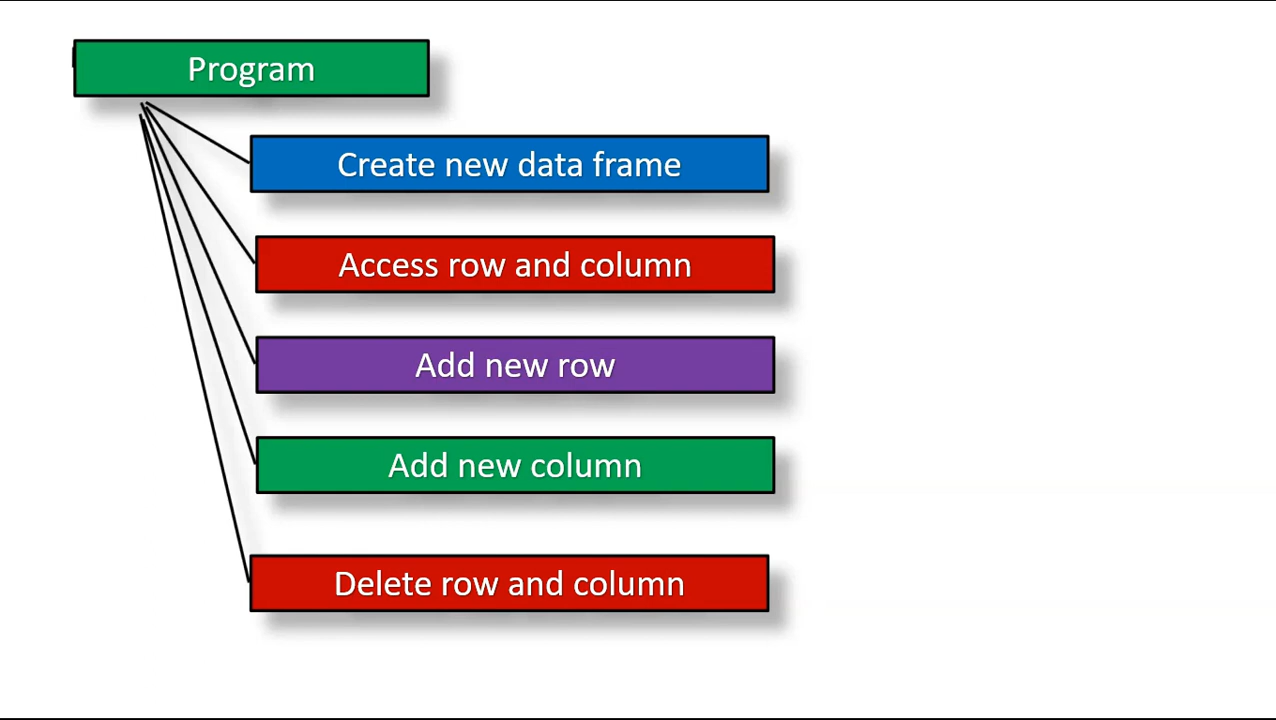 Program
Create new data frame
Access row and column
Add new row
Add new column
Delete row and column